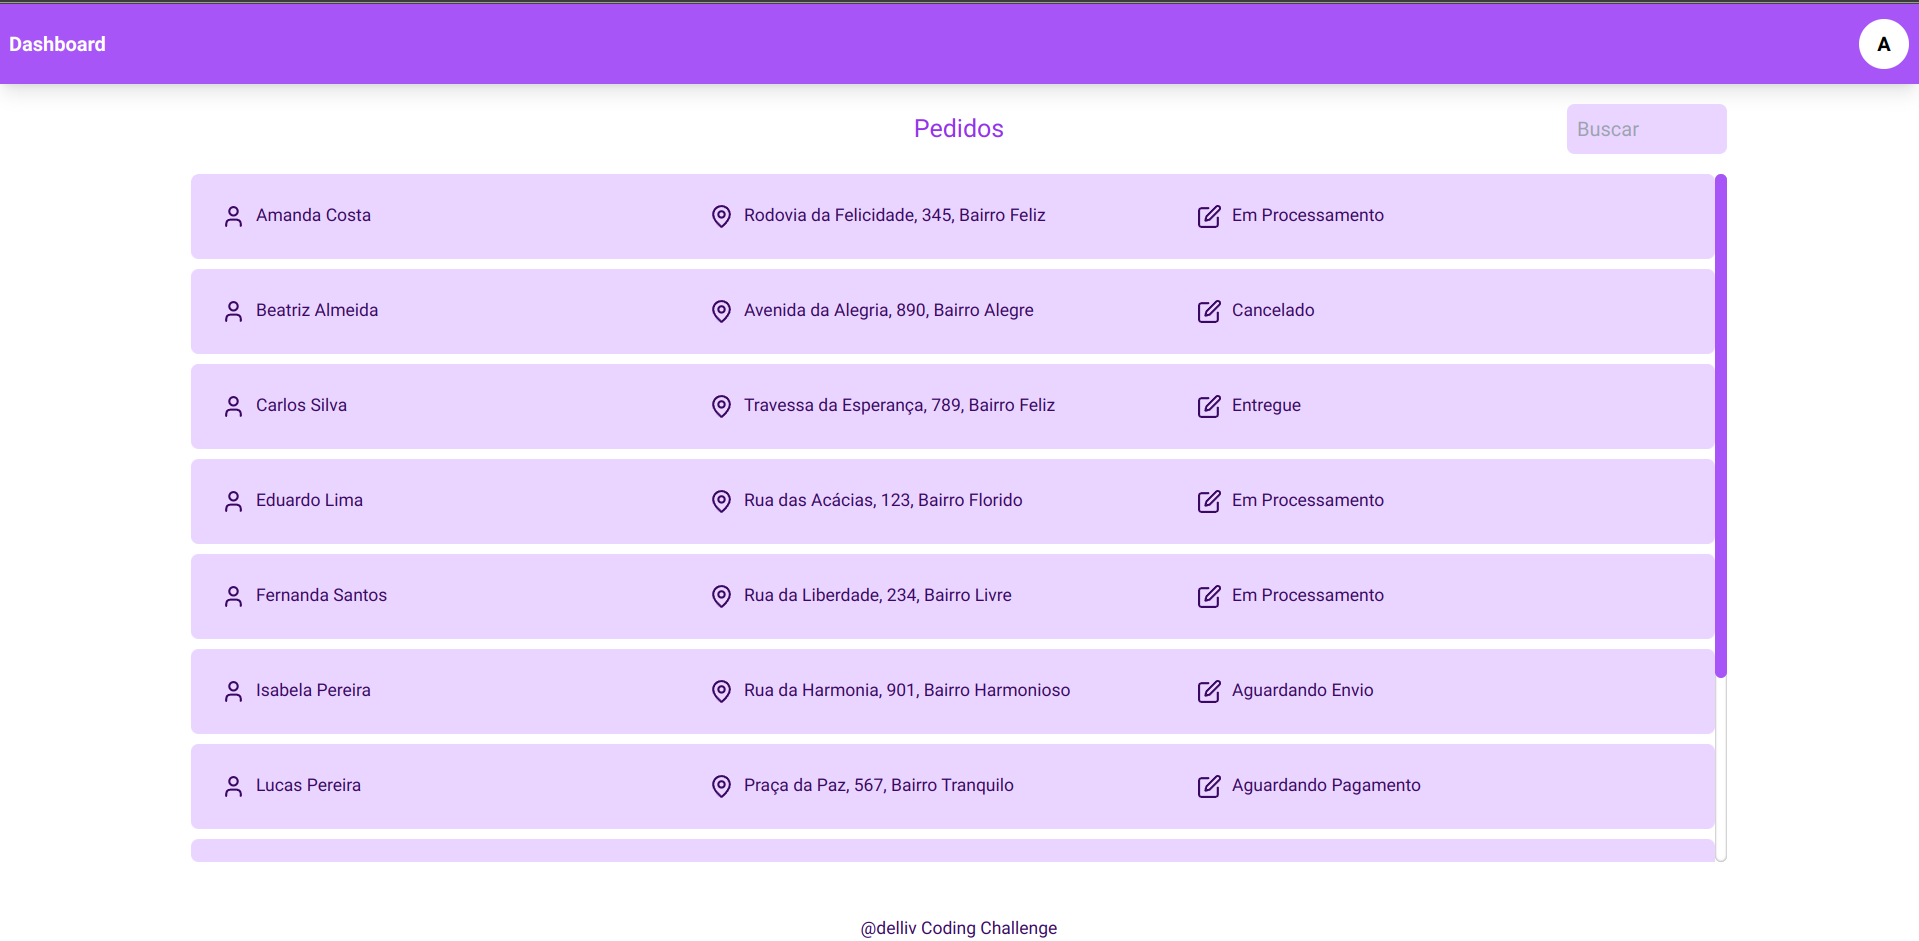 Dashboard
A
Pedidos
Buscar
Amanda Costa Rodovia da Felicidade, 345, Bairro Feliz Em Processamento
Beatriz Almeida Avenida da Alegria, 890, Bairro Alegre Cancelado
Carlos Silva Travessa da Esperança, 789, Bairro Feliz Entregue
Eduardo Lima Rua das Acácias, 123, Bairro Florido Em Processamento
Fernanda Santos Rua da Liberdade, 234, Bairro Livre Em Processamento
Isabela Pereira Rua da Harmonia, 901, Bairro Harmonioso Aguardando Envio
Lucas Pereira Praça da Paz, 567, Bairro Tranquilo Aguardando Pagamento
@delliv Coding Challenge